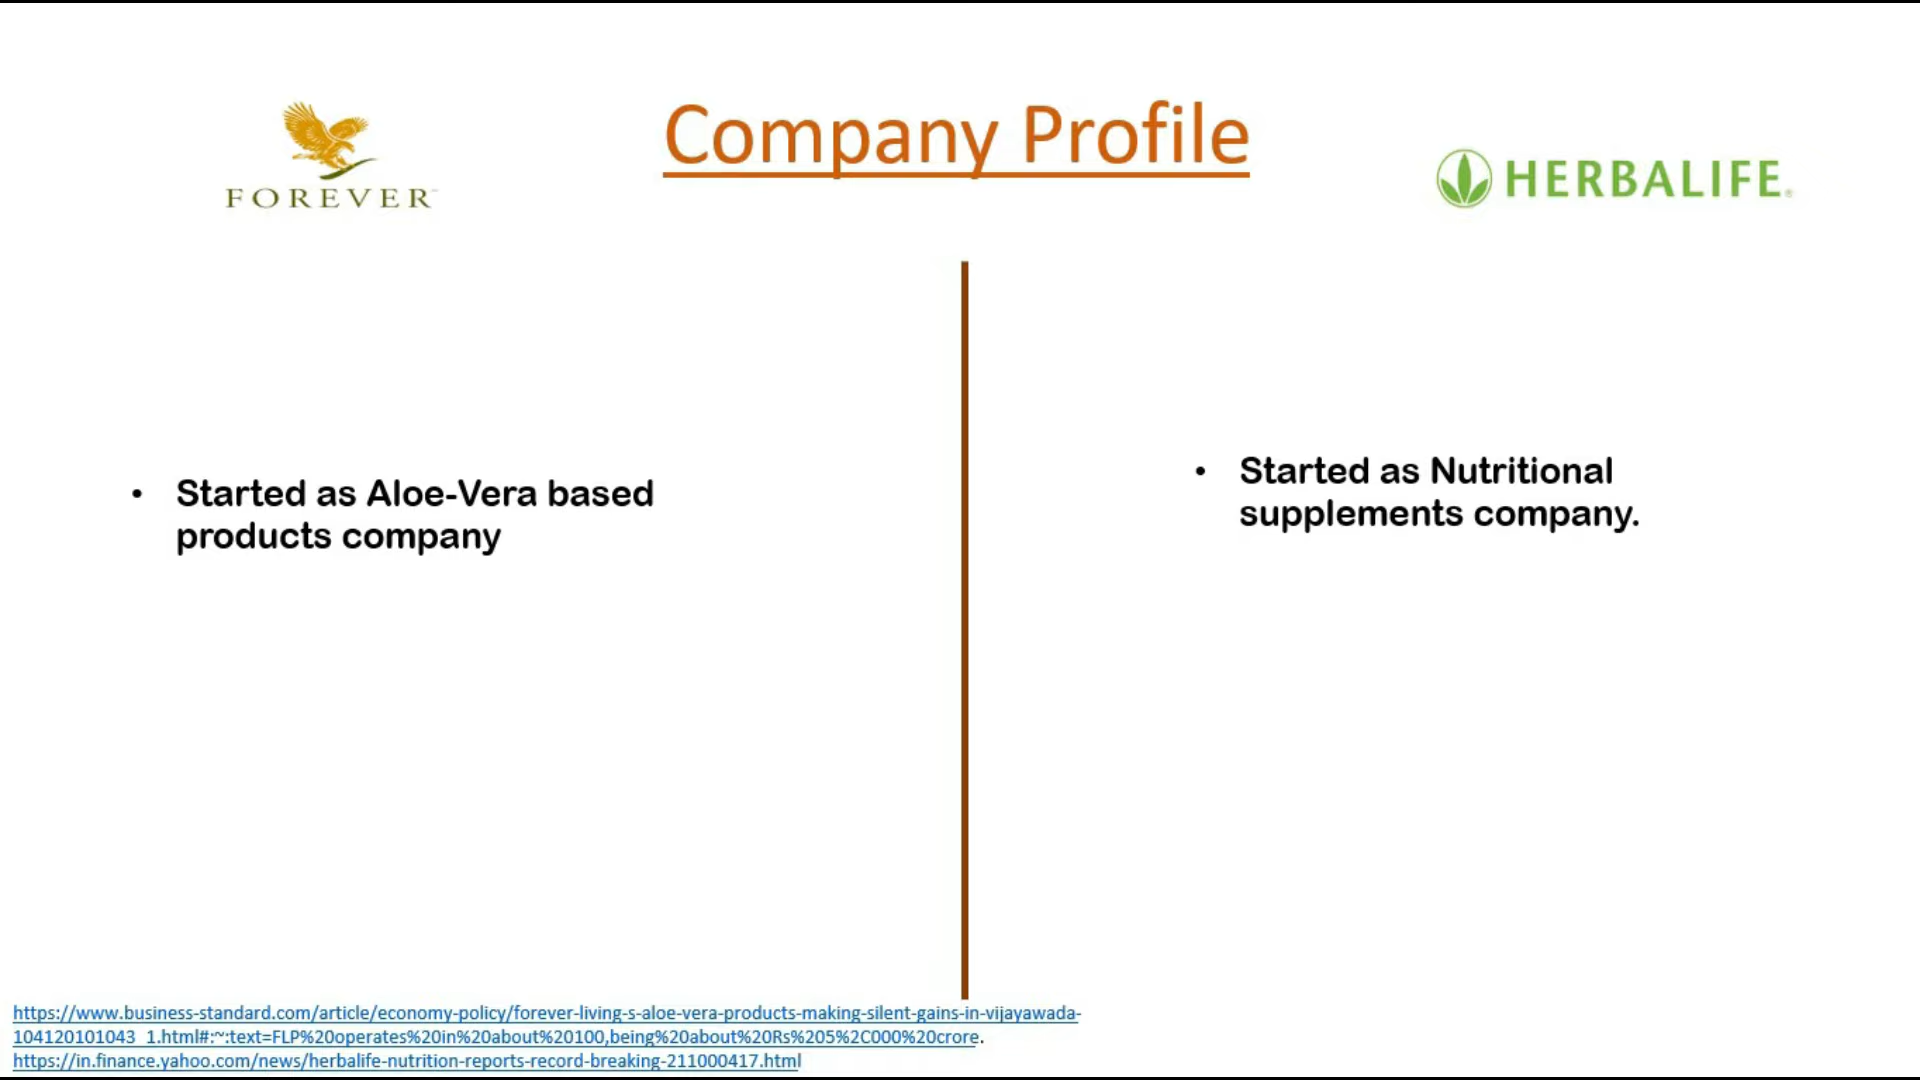 Company Profile
FOREVER
HERBALIFE
• Started as Aloe-Vera based
products company
• Started as Nutritional
supplements company.
https://www.business-standard.com/article/economy-policy/forever-living-s-aloe-vera-products-making-silent-gains-in-vijayawada-
104120101043_1.html#:~:text=FLP%20operates%20in%20about%20100,being%20about%20Rs%205%2C000%20crore.
https://in.finance.yahoo.com/news/herbalife-nutrition-reports-record-breaking-211000417.html